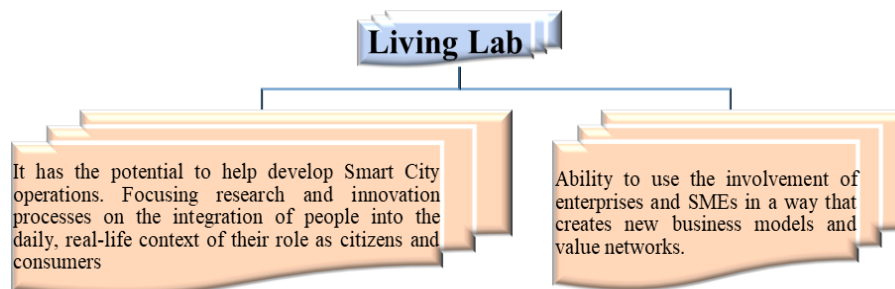 Living Lab
It has the potential to help develop Smart City
operations. Focusing research and innovation
processes on the integration of people into the
daily, real-life context of their role as citizens and
consumers
Ability to use the involvement of
enterprises and SMEs in a way that
creates new business models and
value networks.